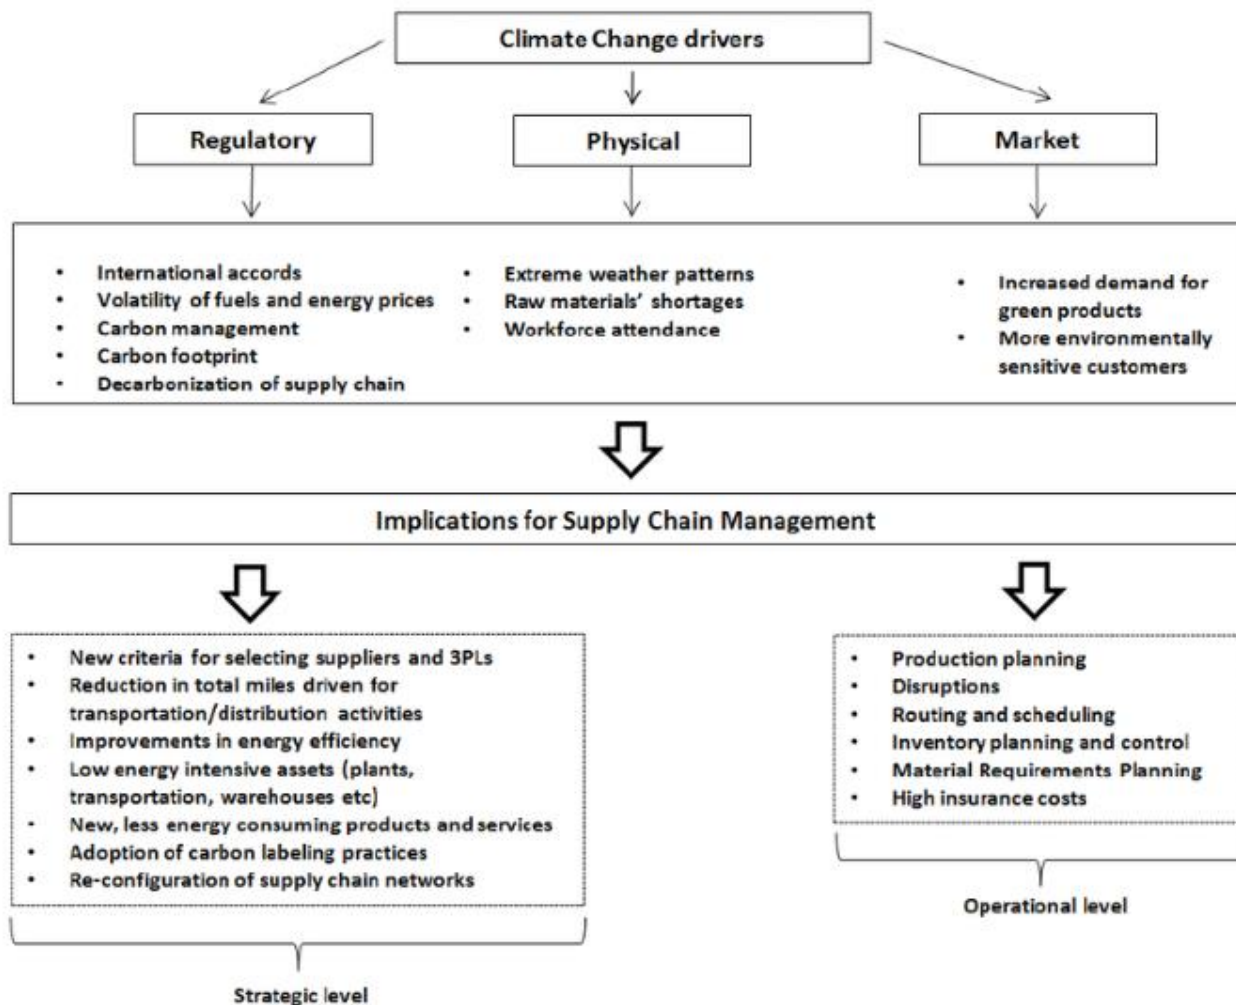 Climate Change drivers
Regulatory
Physical
Market
• International accords
• Volatility of fuels and energy prices
• Carbon management
• Carbon footprint
• Decarbonization of supply chain
• Extreme weather patterns
• Raw materials' shortages
• Workforce attendance
• Increased demand for
green products
• More environmentally
sensitive customers
Implications for Supply Chain Management
• New criteria for selecting suppliers and 3PLs
• Reduction in total miles driven for
transportation/distribution activities
• Improvements in energy efficiency
• Low energy intensive assets (plants,
transportation, warehouses etc)
• New, less energy consuming products and services
• Adoption of carbon labeling practices
• Re-configuration of supply chain networks
Strategic level
• Production planning
• Disruptions
• Routing and scheduling
• Inventory planning and control
• Material Requirements Planning
• High insurance costs
Operational level